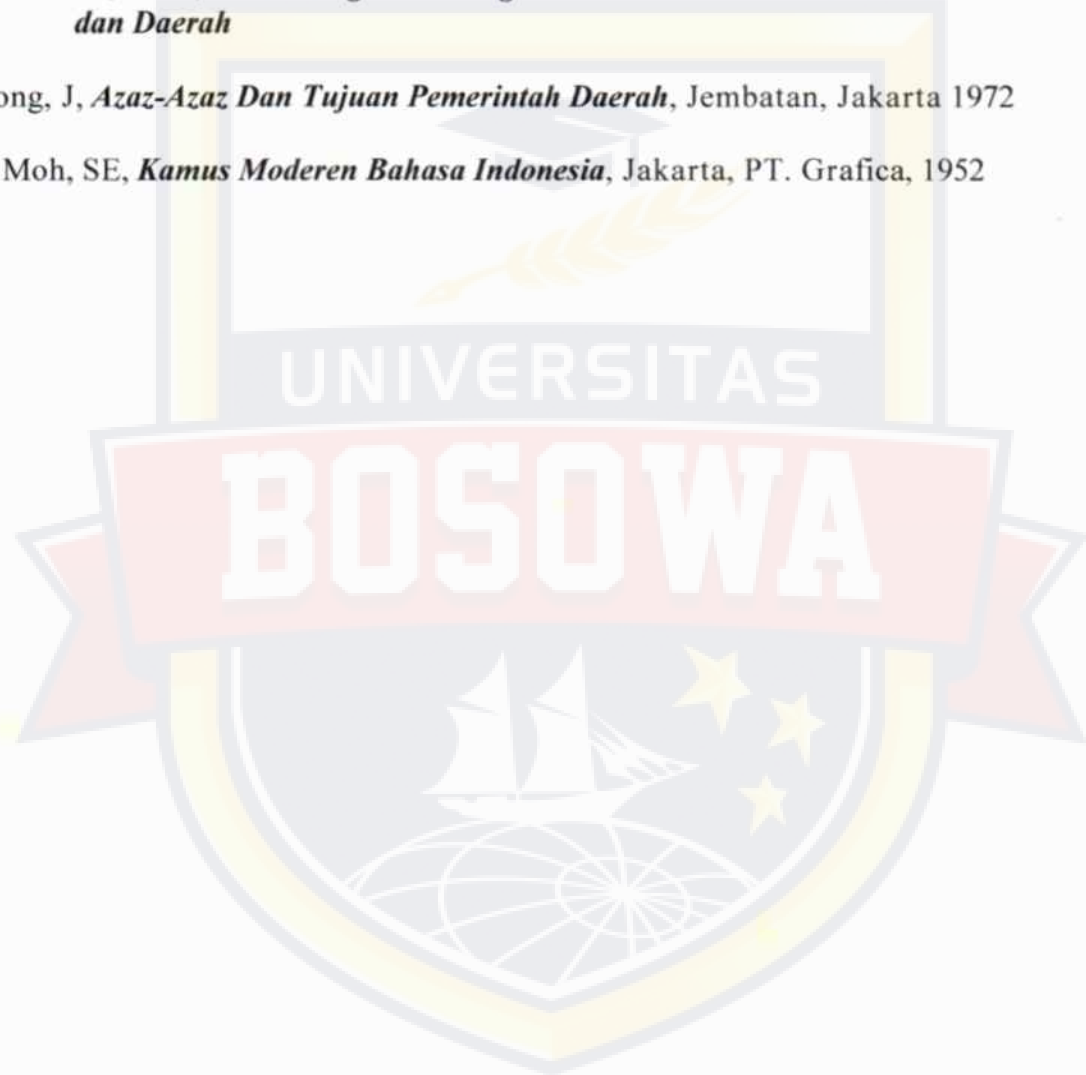 dan Daerah
ong, J, Azaz-Azaz Dan Tujuan Pemerintah Daerah, Jembatan, Jakarta 1972
Moh, SE, Kamus Moderen Bahasa Indonesia, Jakarta, PT. Grafica, 1952
UNIVERSITAS
BOSOWA